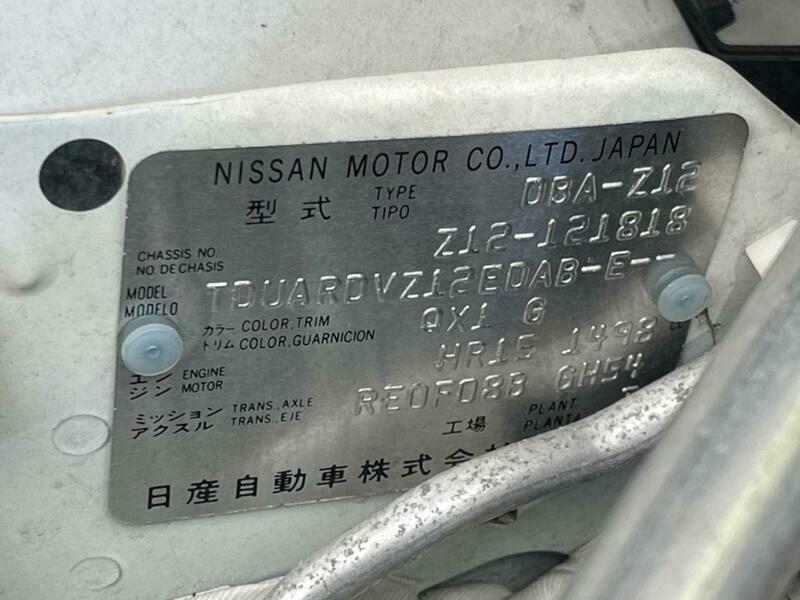 NISSAN MOTOR CO.,LTD. JAPAN
型式 TYPE TIPO DBA-Z12
CHASSIS NO. NO. DE CHASIS Z12-121818
MODEL MODELO TDUARDVZ12EDAB-E--
カラー COLOR, TRIM トリム COLOR, GUARNICION QX1 G
エンジン ENGINE MOTOR HR15 1498 CC
ミッション TRANS., AXLE アクスル TRANS., EJE RE0F08B GH54
工場 PLANT PLANTA
日産自動車株式会